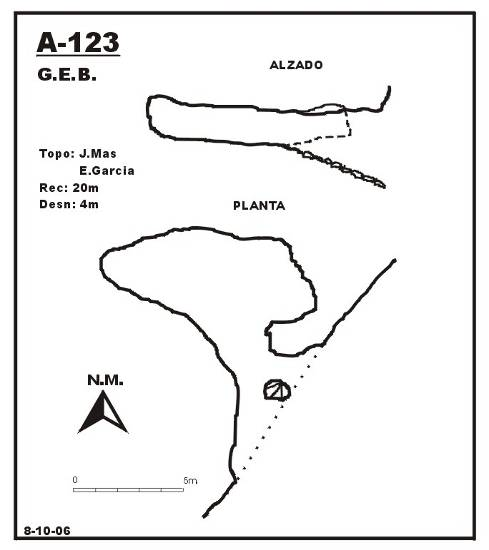 A-123
G.E.B.
ALZADO
Topo: J.Mas
E.Garcia
Rec: 20m
Desn: 4m
PLANTA
N.M.
0 5m
8-10-06